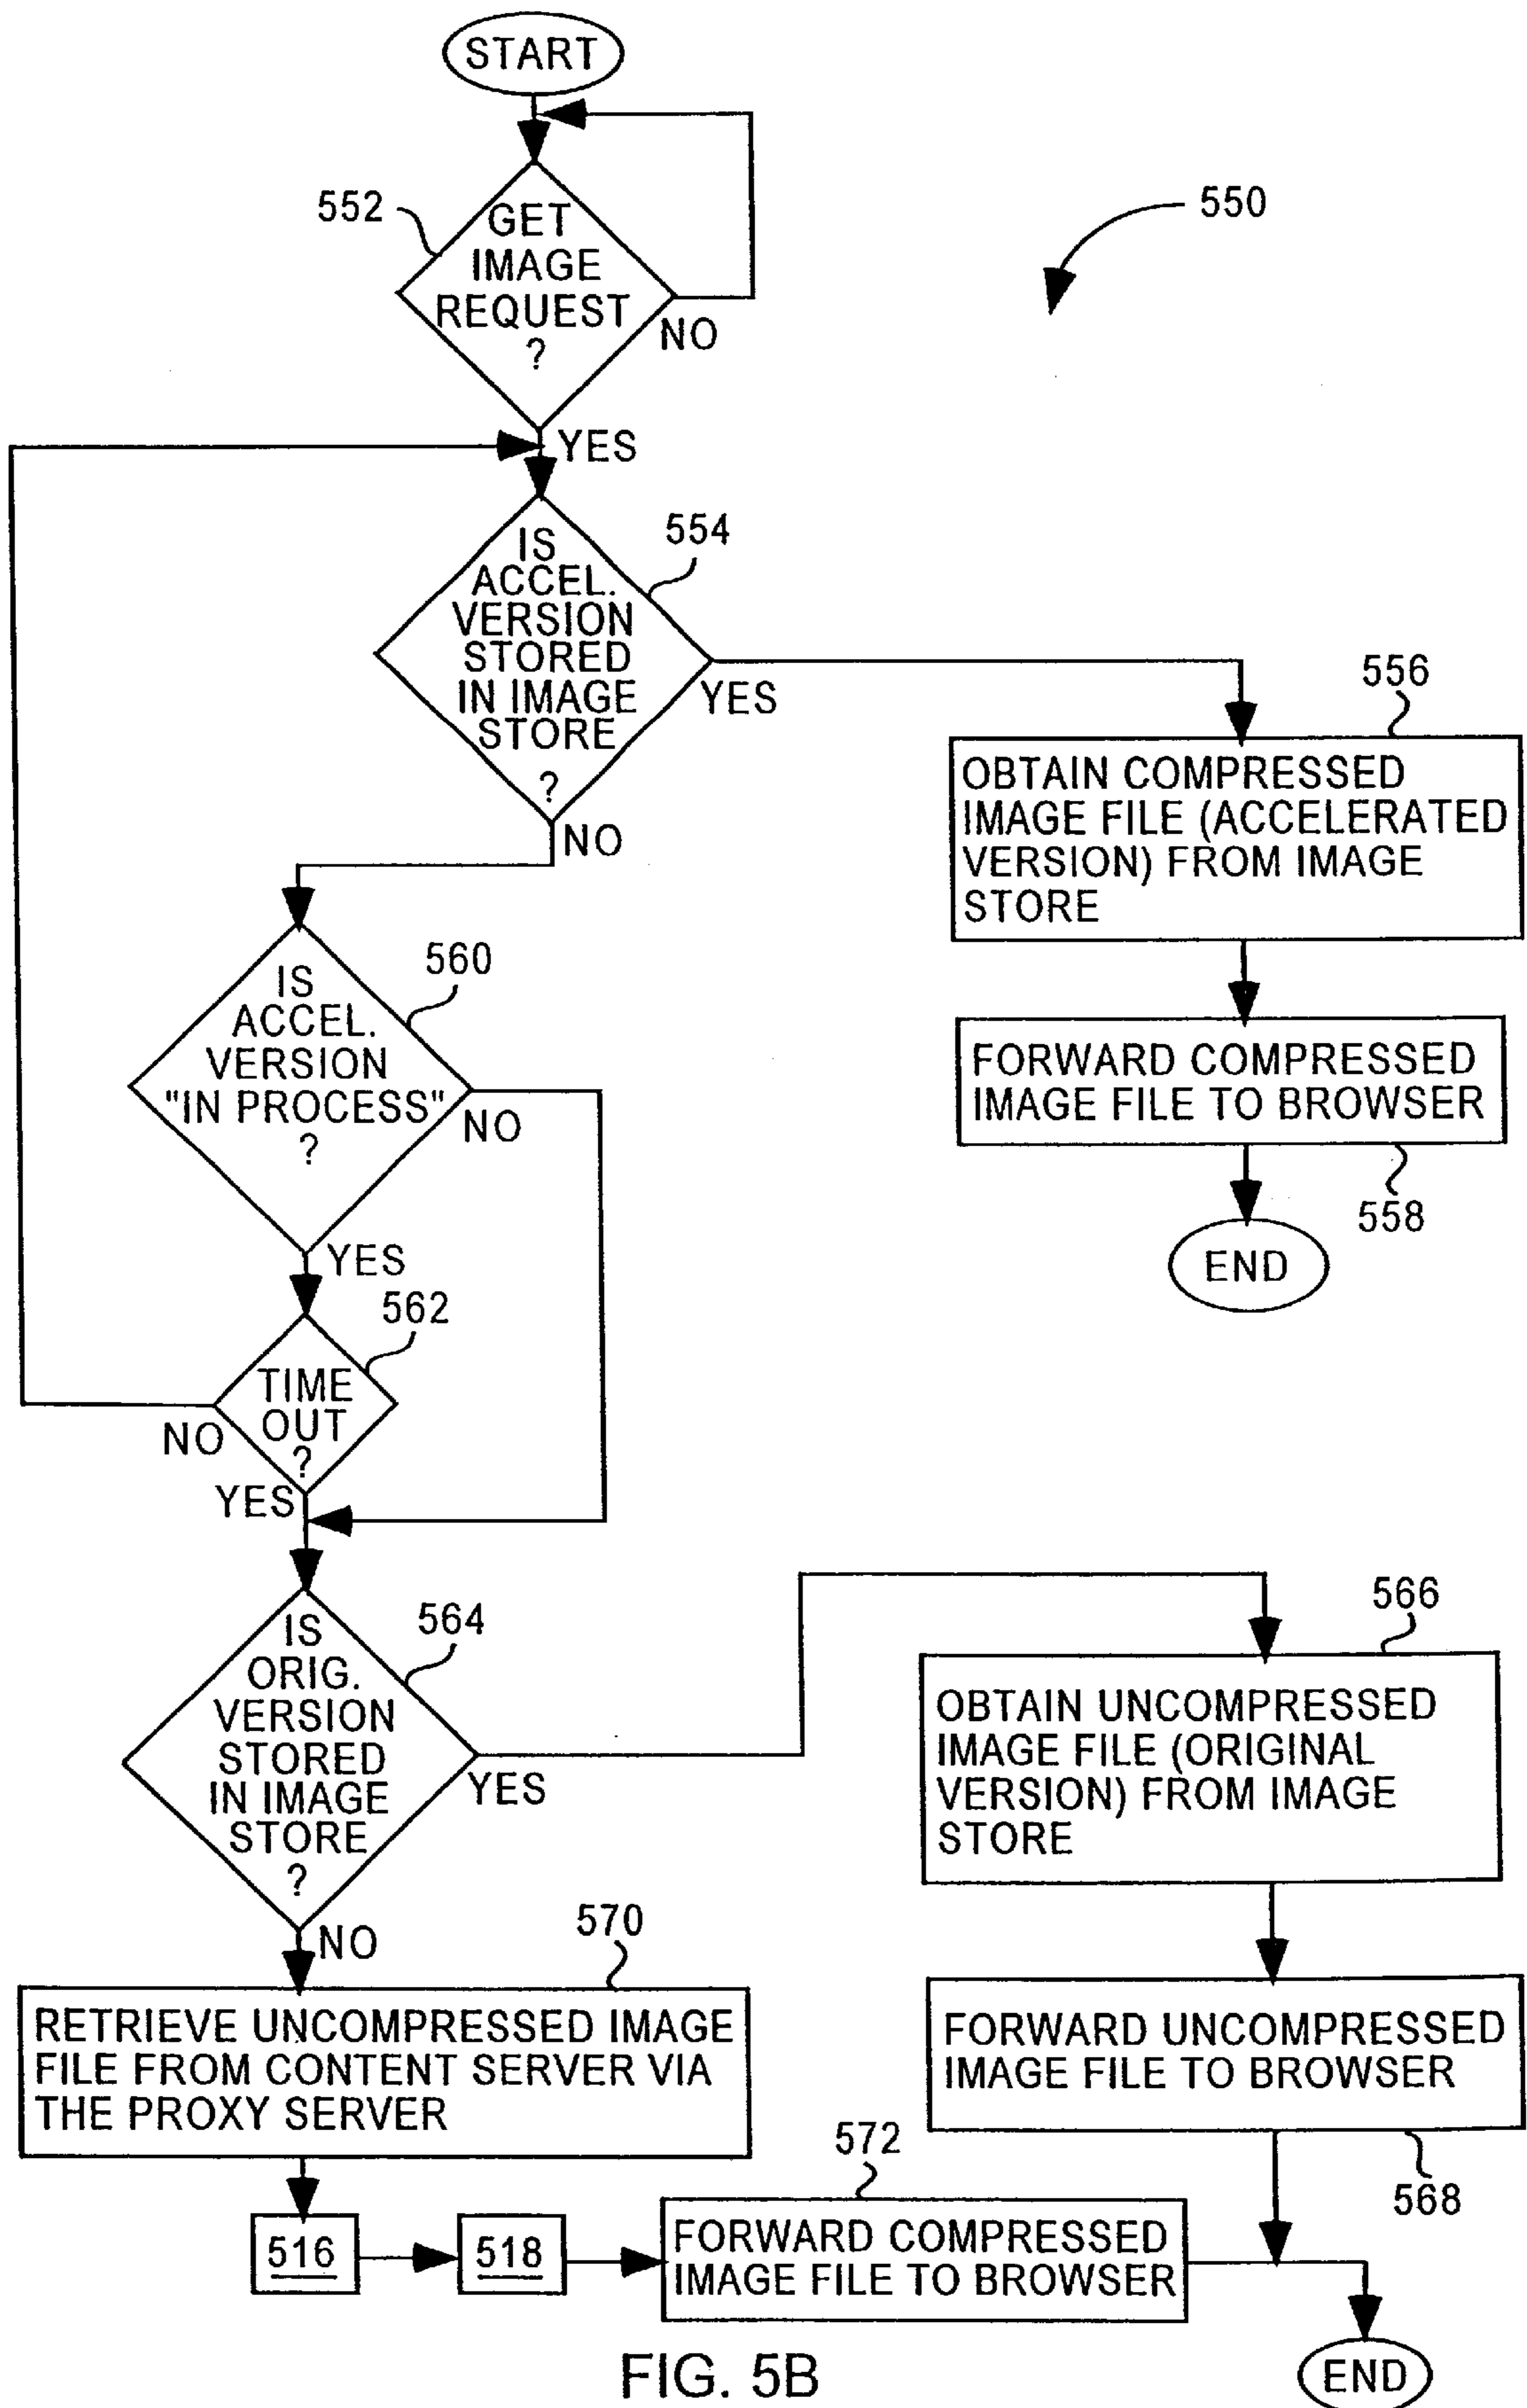 START
552
GET
IMAGE
REQUEST
?
NO
550
YES
IS
ACCEL.
VERSION
STORED
IN IMAGE
STORE
?
554
YES
NO
556
OBTAIN COMPRESSED
IMAGE FILE (ACCELERATED
VERSION) FROM IMAGE
STORE
FORWARD COMPRESSED
IMAGE FILE TO BROWSER
558
END
IS
ACCEL.
VERSION
"IN PROCESS"
?
560
NO
YES
562
TIME
OUT
?
NO
YES
IS
ORIG.
VERSION
STORED
IN IMAGE
STORE
?
564
YES
NO
566
OBTAIN UNCOMPRESSED
IMAGE FILE (ORIGINAL
VERSION) FROM IMAGE
STORE
FORWARD UNCOMPRESSED
IMAGE FILE TO BROWSER
568
570
RETRIEVE UNCOMPRESSED IMAGE
FILE FROM CONTENT SERVER VIA
THE PROXY SERVER
516
518
572
FORWARD COMPRESSED
IMAGE FILE TO BROWSER
END
FIG. 5B